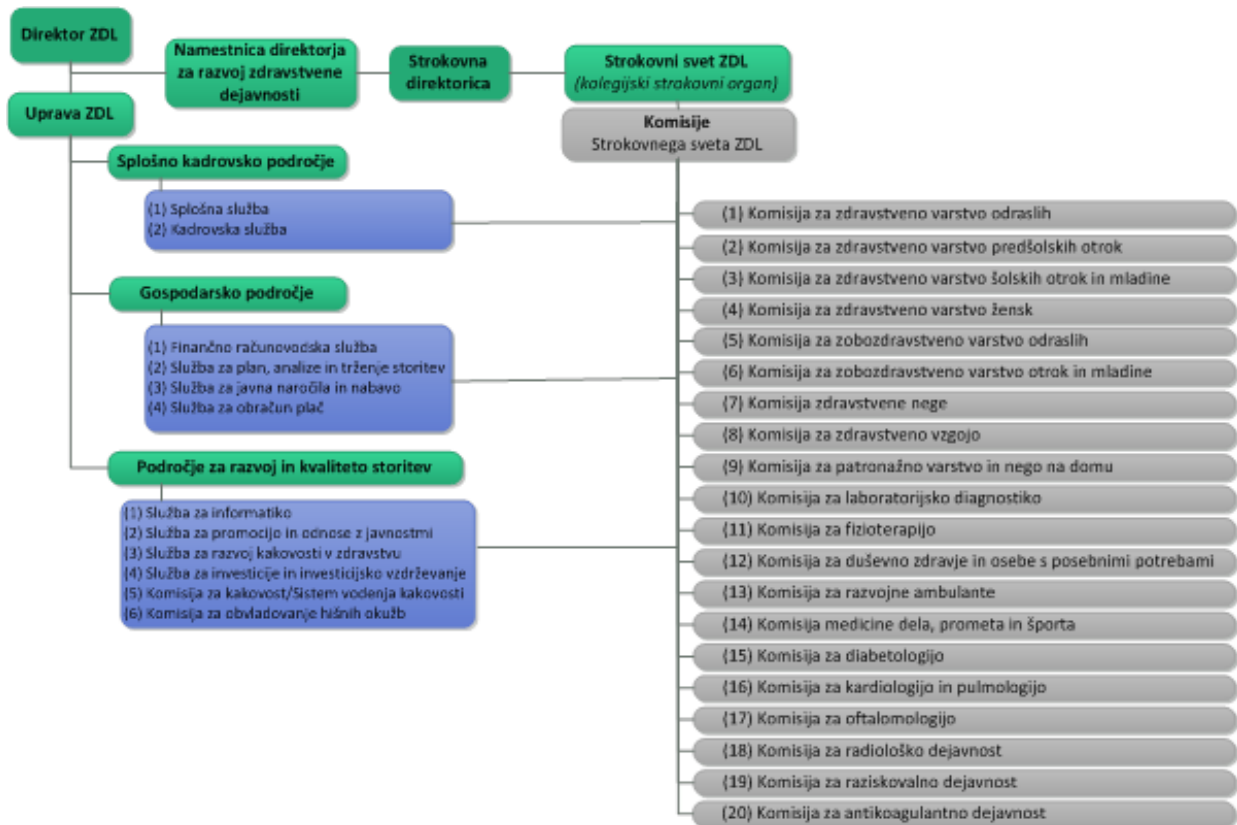 Direktor ZDL
Namestnica direktorja
za razvoj zdravstvene
dejavnosti
Strokovna
direktorica
Strokovni svet ZDL
(kolegijski strokovni organ)
Uprava ZDL
Komisije
Strokovnega sveta ZDL
Splošno kadrovsko področje
(1) Splošna služba
(2) Kadrovska služba
Gospodarsko področje
(1) Finančno računovodska služba
(2) Služba za plan, analize in trženje storitev
(3) Služba za javna naročila in nabavo
(4) Služba za obračun plač
Področje za razvoj in kvaliteto storitev
(1) Služba za informatiko
(2) Služba za promocijo in odnose z javnostmi
(3) Služba za razvoj kakovosti v zdravstvu
(4) Služba za investicije in investicijsko vzdrževanje
(5) Komisija za kakovost/Sistem vodenja kakovosti
(6) Komisija za obvladovanje hišnih okužb
(1) Komisija za zdravstveno varstvo odraslih
(2) Komisija za zdravstveno varstvo predšolskih otrok
(3) Komisija za zdravstveno varstvo šolskih otrok in mladine
(4) Komisija za zdravstveno varstvo žensk
(5) Komisija za zobozdravstveno varstvo odraslih
(6) Komisija za zobozdravstveno varstvo otrok in mladine
(7) Komisija zdravstvene nege
(8) Komisija za zdravstveno vzgojo
(9) Komisija za patronažno varstvo in nego na domu
(10) Komisija za laboratorijsko diagnostiko
(11) Komisija za fizioterapijo
(12) Komisija za duševno zdravje in osebe s posebnimi potrebami
(13) Komisija za razvojne ambulante
(14) Komisija medicine dela, prometa in športa
(15) Komisija za diabetologijo
(16) Komisija za kardiologijo in pulmologijo
(17) Komisija za oftalomologijo
(18) Komisija za radiološko dejavnost
(19) Komisija za raziskovalno dejavnost
(20) Komisija za antikoagulantno dejavnost